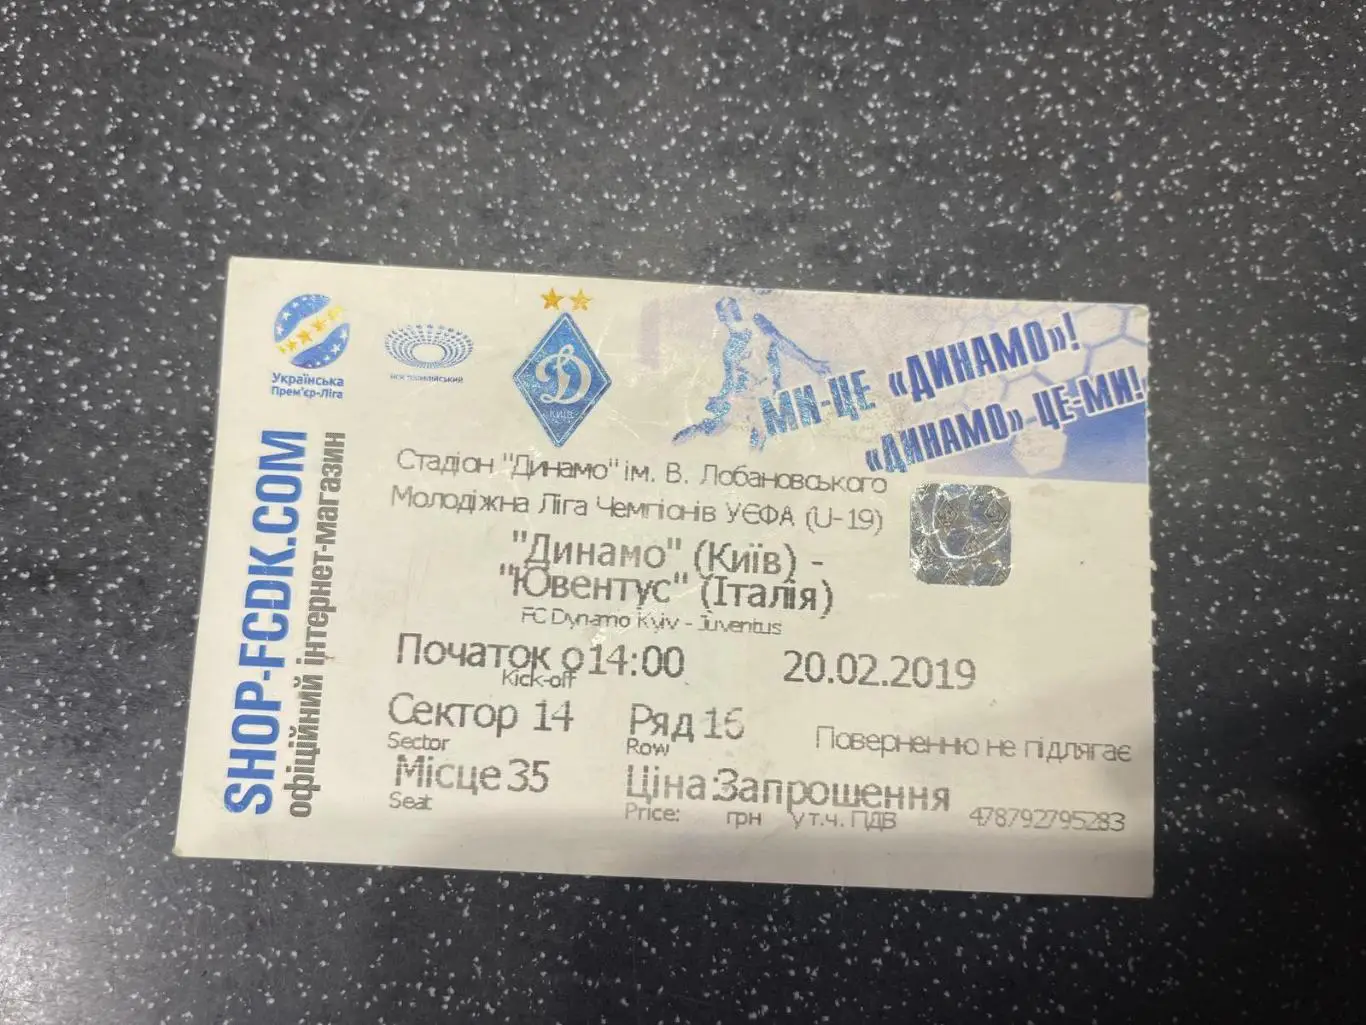 Українська
Прем'єр-Ліга
НСК Олімпійський
КИЇВ
МИ-ЦЕ «ДИНАМО»!
«ДИНАМО»-ЦЕ-МИ!
SHOP-FCDK.COM
офіційний інтернет-магазин
Стадіон "Динамо" ім. В. Лобановського
Молодіжна Ліга Чемпіонів УЄФА (U-19)
"Динамо" (Київ) -
"Ювентус" (Італія)
FC Dynamo Kyiv - Juventus
Початок о 14:00 20.02.2019
Kick-off
Сектор 14 Ряд 16 Поверненню не підлягає
Sector Row
Місце 35 Ціна:Запрошення
Seat Price: грн у т.ч. ПДВ 478792795283